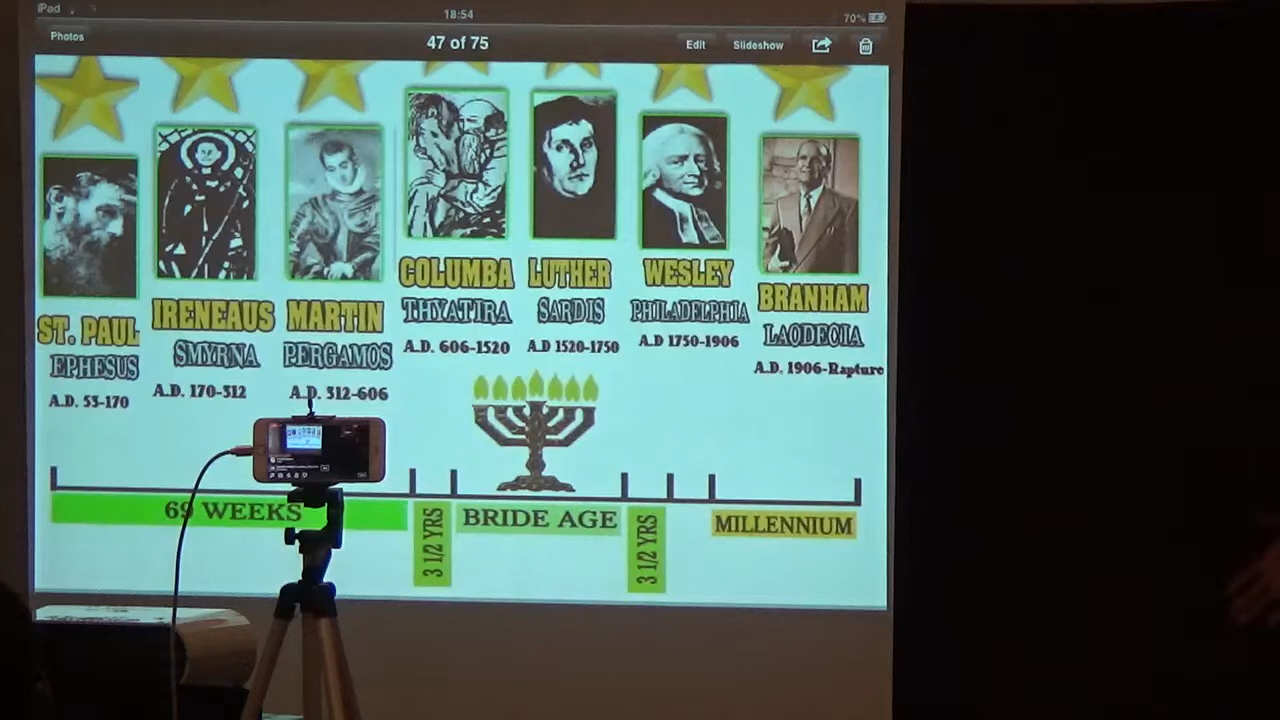 iPad
18:54
70%
Photos
47 of 75
Edit
Slideshow
ST. PAUL
EPHESUS
A.D. 53-170
IRENEAUS
SMYRNA
A.D. 170-312
MARTIN
PERGAMOS
A.D. 312-606
COLUMBA
THYATIRA
A.D. 606-1520
LUTHER
SARDIS
A.D 1520-1750
WESLEY
PHILADELPHIA
A.D 1750-1906
BRANHAM
LAODECIA
A.D. 1906-Rapture
69 WEEKS
3 1/2 YRS
BRIDE AGE
3 1/2 YRS
MILLENNIUM